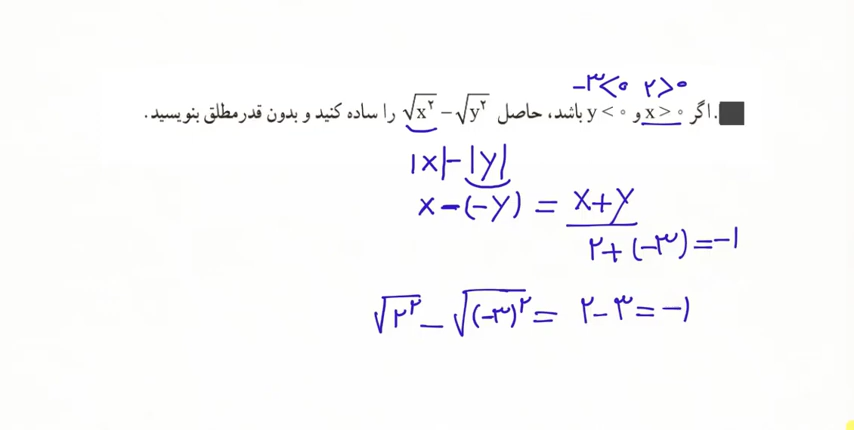 -۳<۰ ۲>۰
اگر x > ۰ و y < ۰ باشد، حاصل √x۲ − √y۲ را ساده کنید و بدون قدرمطلق بنویسید.
|x|-|y|
x-(-y) = x+y
۲+(-۳)=-۱
√۲۲ - √(-۳)۲ = ۲-۳=-۱